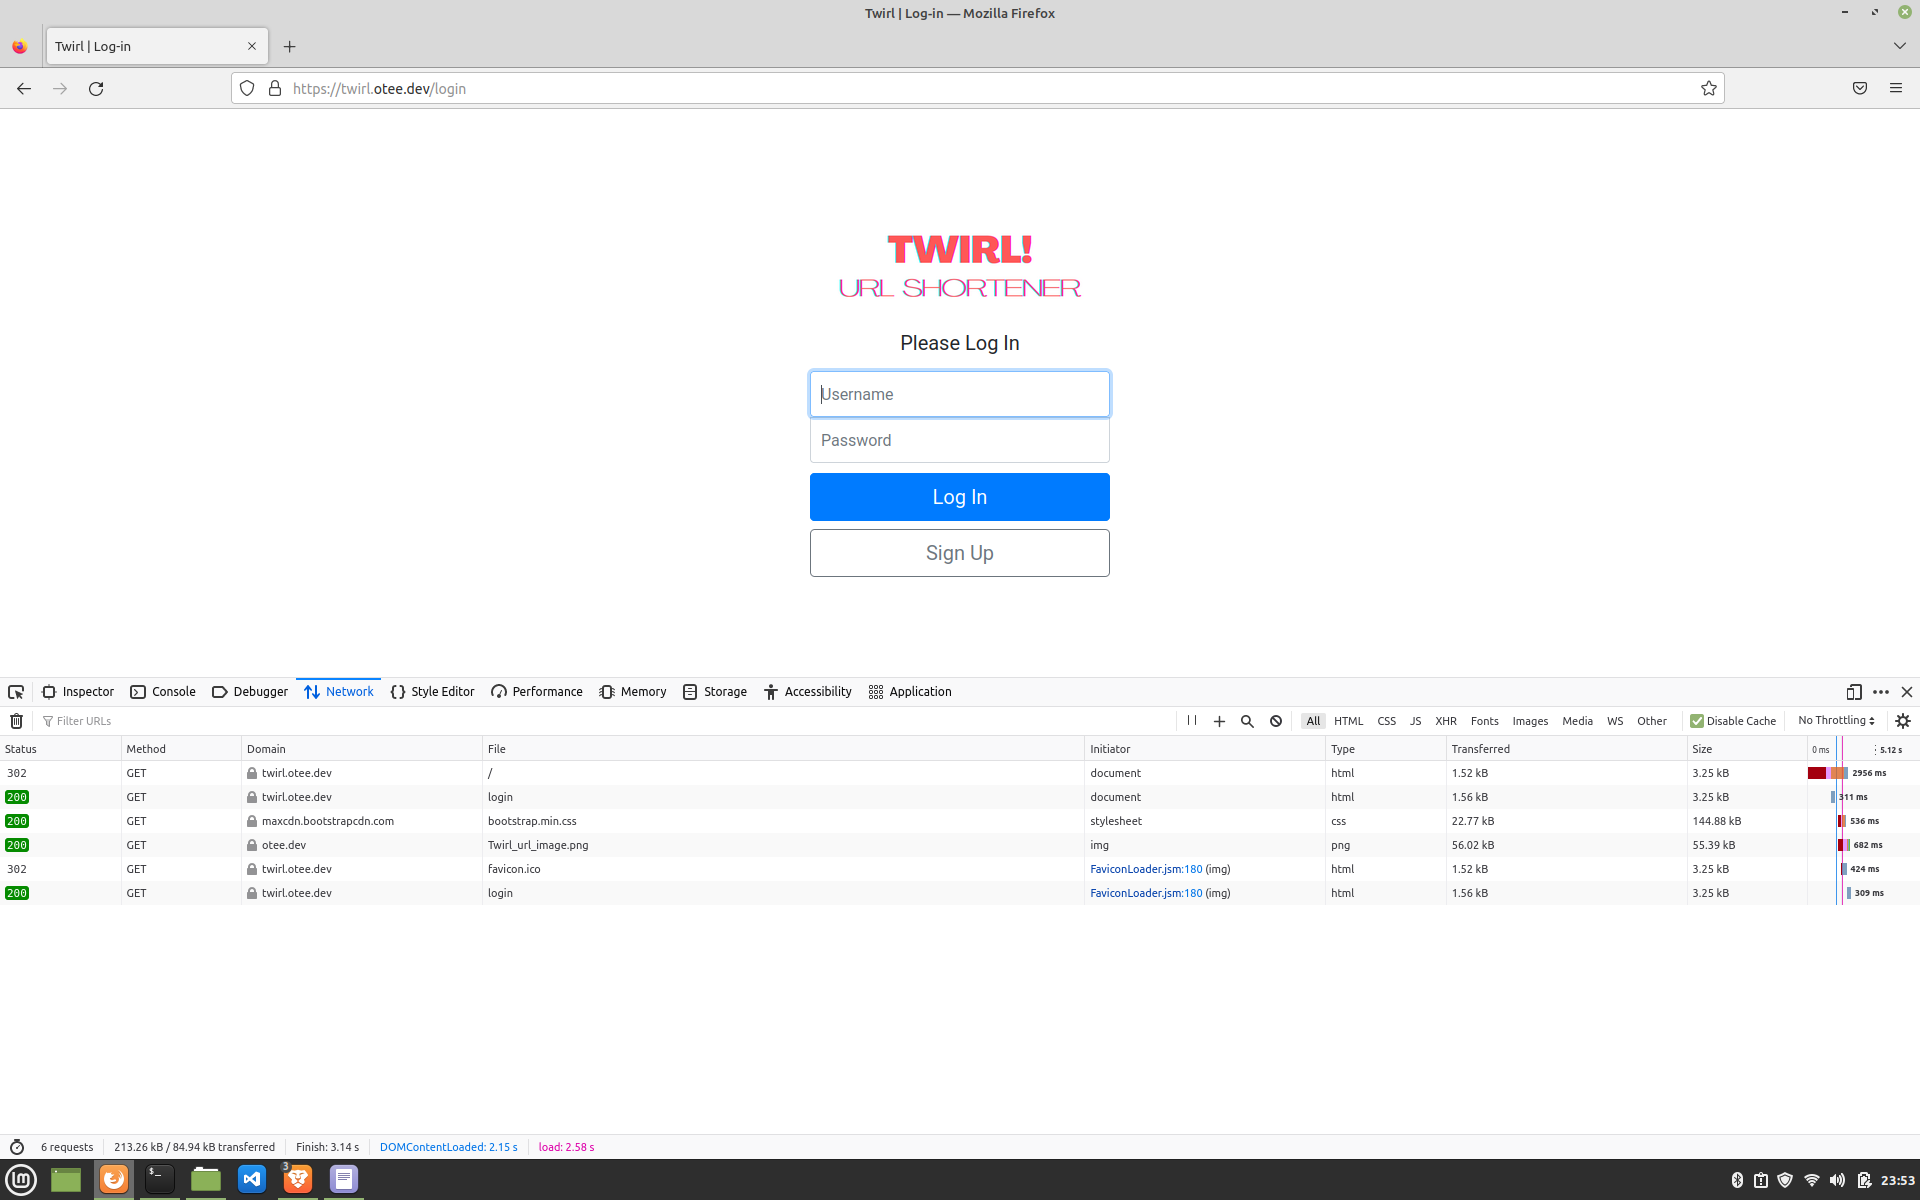 Twirl | Log-in — Mozilla Firefox
Twirl | Log-in
https://twirl.otee.dev/login
TWIRL!
URL SHORTENER
Please Log In
Username
Password
Log In
Sign Up
Inspector Console Debugger Network Style Editor Performance Memory Storage Accessibility Application
Filter URLs All HTML CSS JS XHR Fonts Images Media WS Other Disable Cache No Throttling
Status Method Domain File Initiator Type Transferred Size 0 ms 5.12 s
302 GET twirl.otee.dev / document html 1.52 kB 3.25 kB 2956 ms
200 GET twirl.otee.dev login document html 1.56 kB 3.25 kB 311 ms
200 GET maxcdn.bootstrapcdn.com bootstrap.min.css stylesheet css 22.77 kB 144.88 kB 536 ms
200 GET otee.dev Twirl_url_image.png img png 56.02 kB 55.39 kB 682 ms
302 GET twirl.otee.dev favicon.ico FaviconLoader.jsm:180 (img) html 1.52 kB 3.25 kB 424 ms
200 GET twirl.otee.dev login FaviconLoader.jsm:180 (img) html 1.56 kB 3.25 kB 309 ms
6 requests 213.26 kB / 84.94 kB transferred Finish: 3.14 s DOMContentLoaded: 2.15 s load: 2.58 s
3
23:53